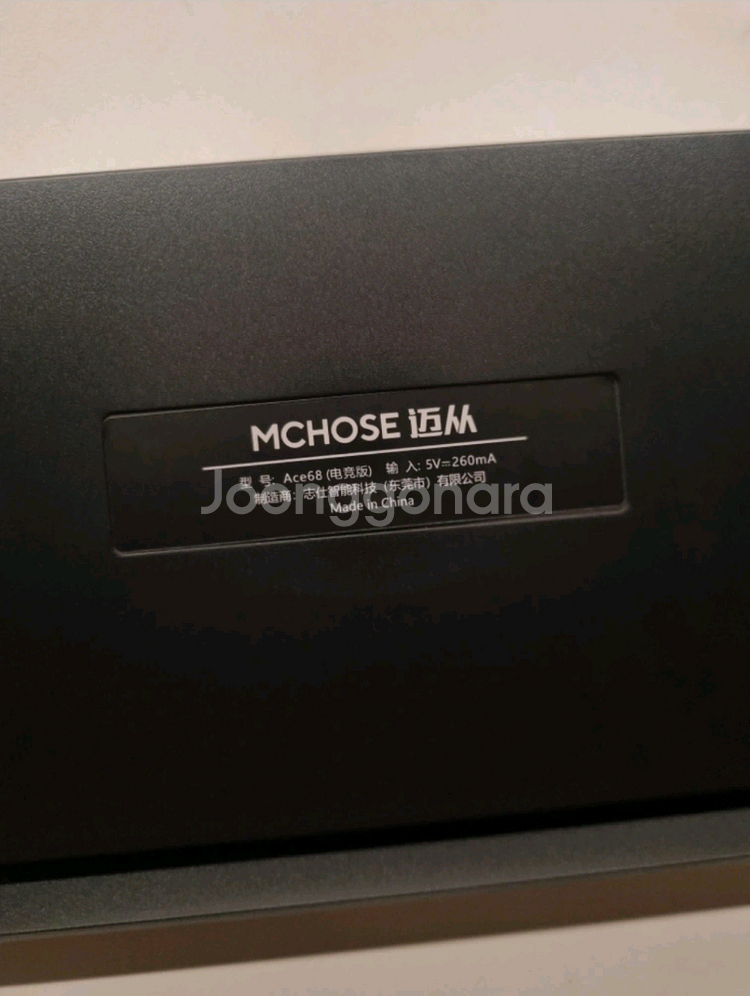 MCHOSE 迈从
型 号: Ace68 (电竞版) 输 入: 5V⎓260mA
制造商: 志仕智能科技（东莞市）有限公司
Made in China
Joonggonara